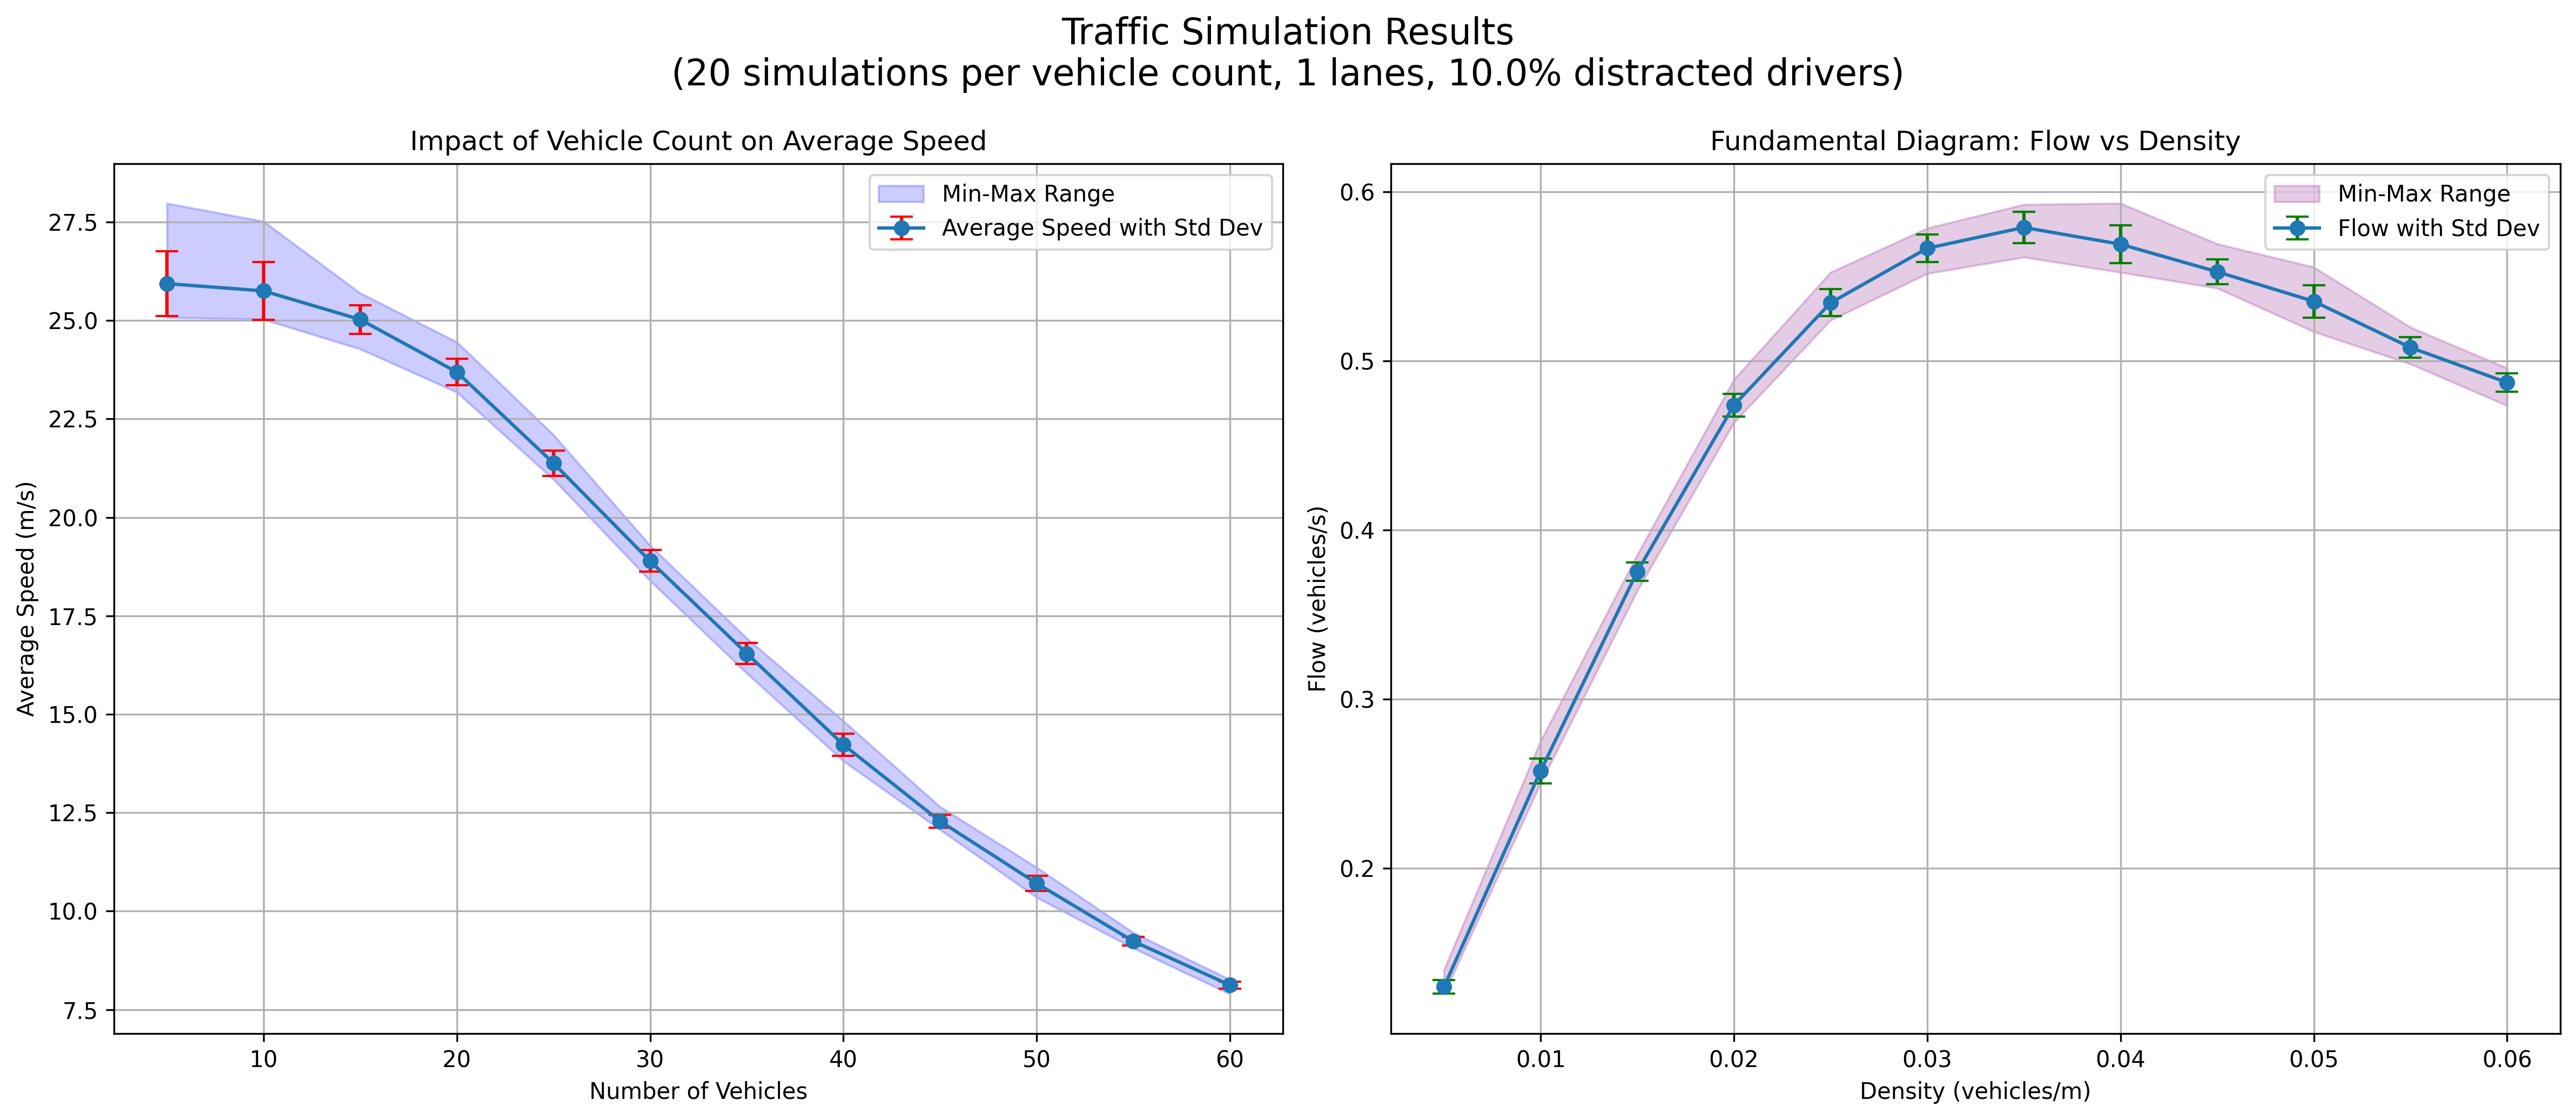 Traffic Simulation Results
(20 simulations per vehicle count, 1 lanes, 10.0% distracted drivers)
Impact of Vehicle Count on Average Speed
Min-Max Range
Average Speed with Std Dev
27.5
25.0
22.5
20.0
17.5
15.0
12.5
10.0
7.5
Average Speed (m/s)
10
20
30
40
50
60
Number of Vehicles
Fundamental Diagram: Flow vs Density
Min-Max Range
Flow with Std Dev
0.6
0.5
0.4
0.3
0.2
Flow (vehicles/s)
0.01
0.02
0.03
0.04
0.05
0.06
Density (vehicles/m)